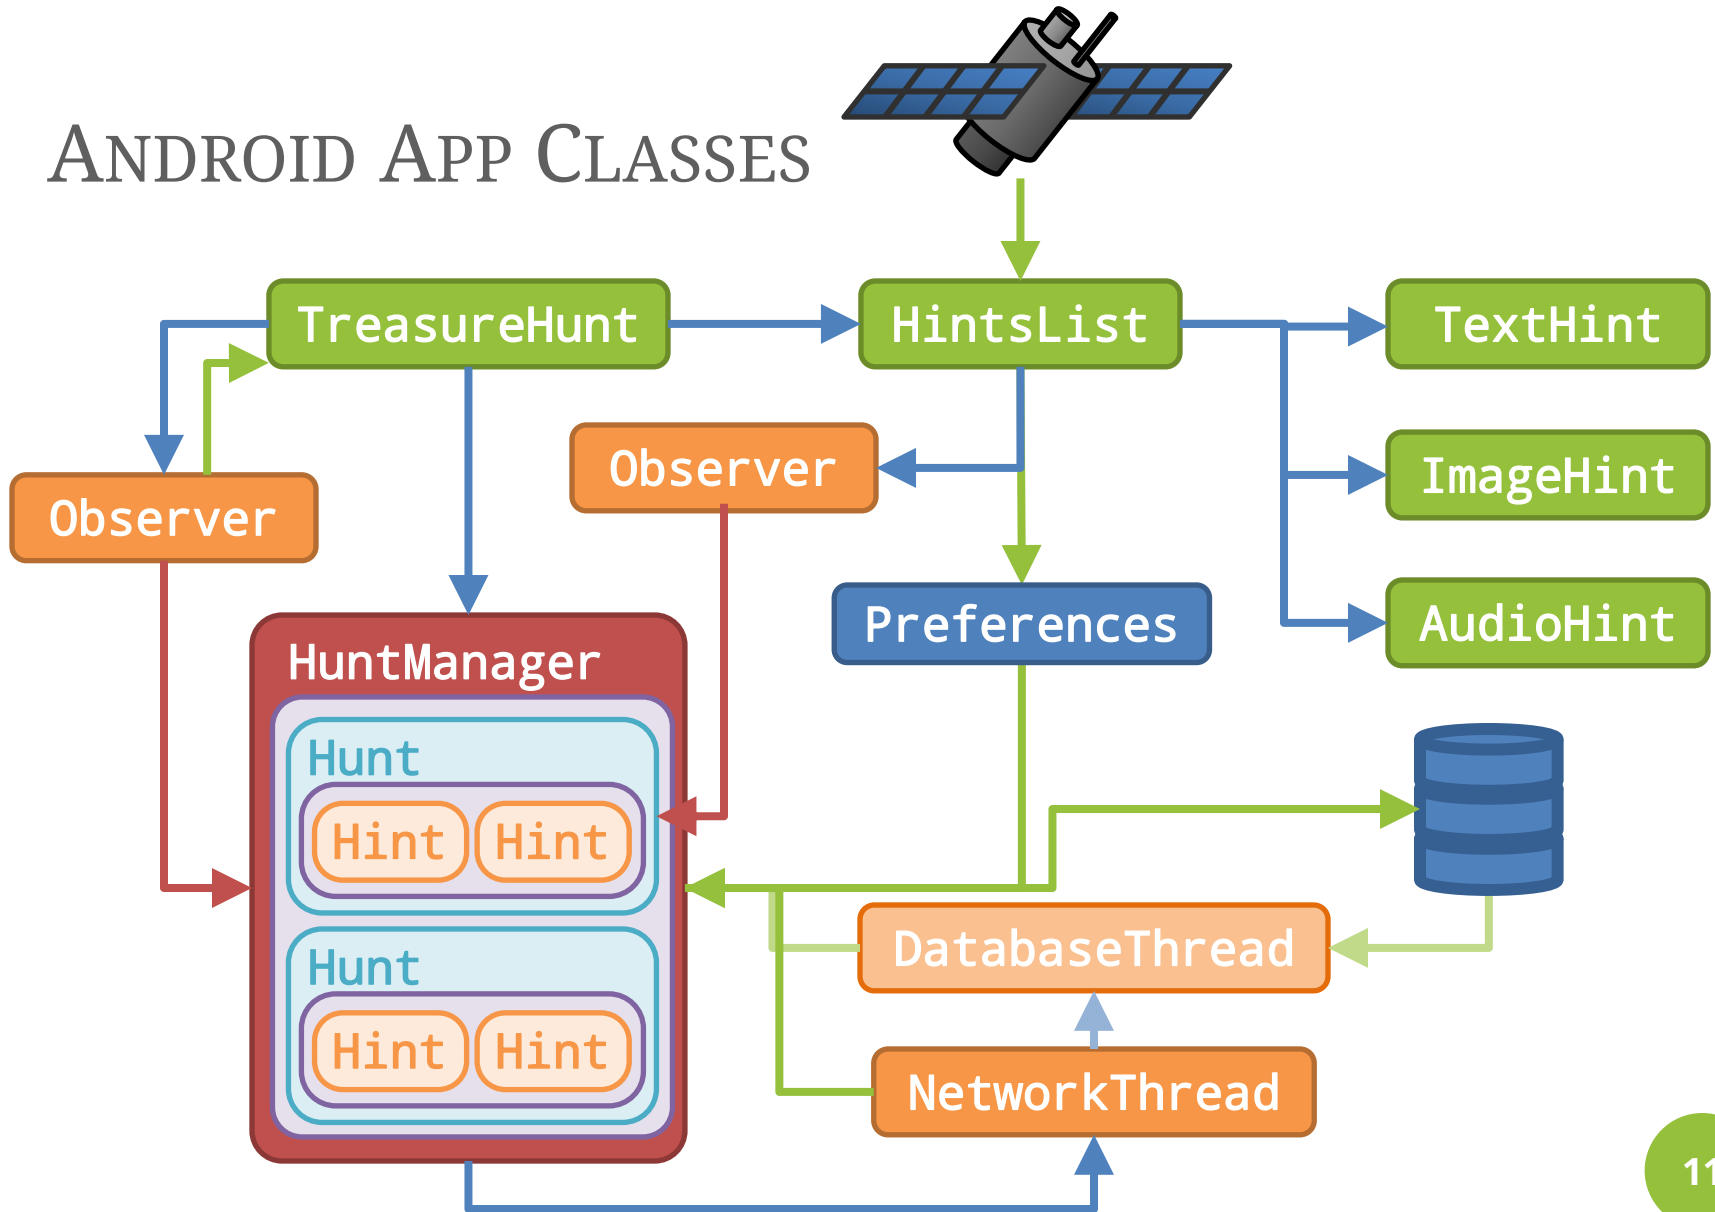 ANDROID APP CLASSES
TreasureHunt
HintsList
TextHint
Observer
ImageHint
Observer
Preferences
AudioHint
HuntManager
Hunt
Hint Hint
DatabaseThread
Hunt
Hint Hint
NetworkThread
11